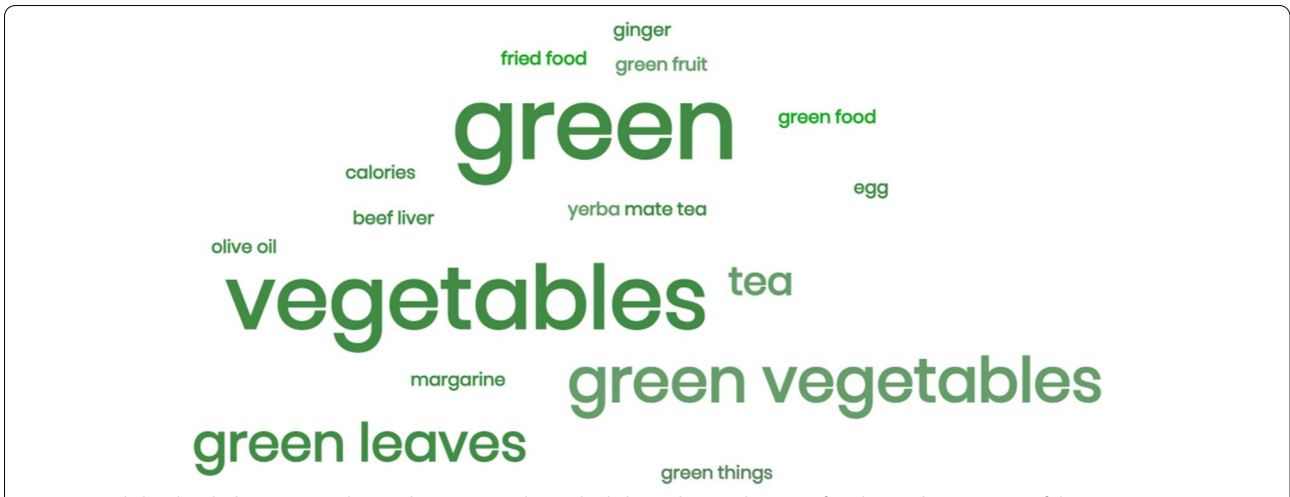 ginger
fried food
green fruit
green
green food
calories
egg
beef liver
yerba mate tea
olive oil
vegetables
tea
margarine
green vegetables
green leaves
green things